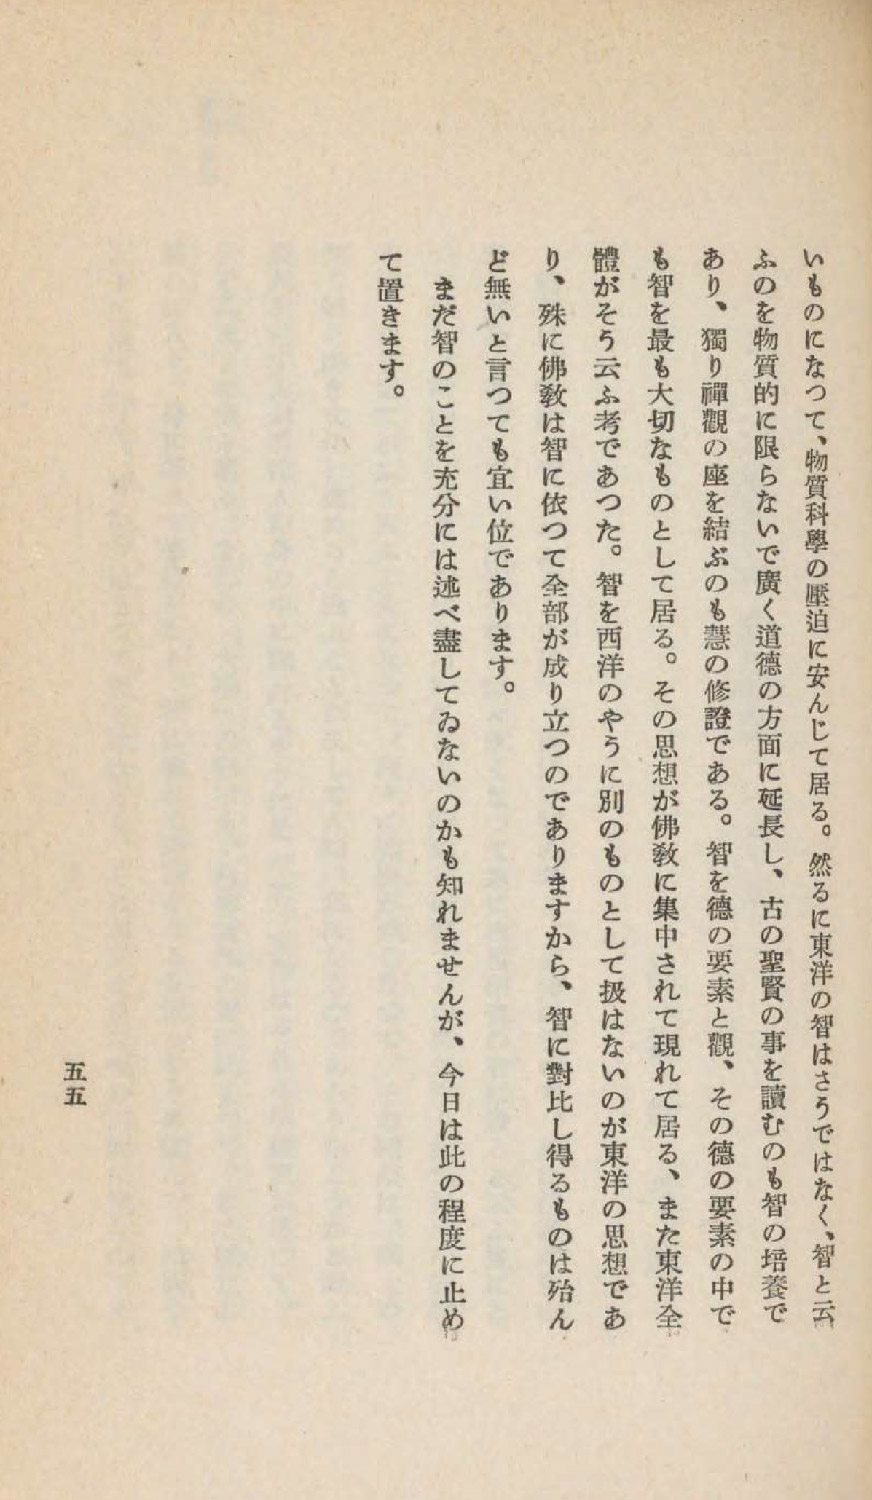 いものになつて、物質科學の壓迫に安んじて居る。然るに東洋の智はさうではなく、智と云
ふのを物質的に限らないで廣く道德の方面に延長し、古の聖賢の事を讀むのも智の培養で
あり、獨り禪觀の座を結ぶのも慧の修證である。智を德の要素と觀、その德の要素の中で
も智を最も大切なものとして居る。その思想が佛敎に集中されて現れて居る、また東洋全
體がそう云ふ考であつた。智を西洋のやうに別のものとして扱はないのが東洋の思想であ
り、殊に佛敎は智に依つて全部が成り立つのでありますから、智に對比し得るものは殆ん
ど無いと言つても宜い位であります。
まだ智のことを充分には述べ盡してゐないのかも知れませんが、今日は此の程度に止め
て置きます。
五五